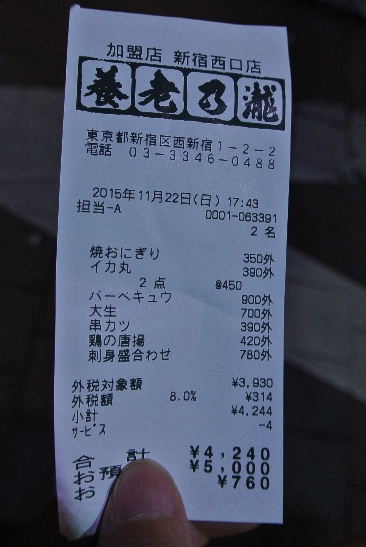 加盟店 新宿西口店
養老乃瀧
東京都新宿区西新宿1-2-2
電話 03-3346-0488
2015年11月22日(日) 17:43
担当-A 0001-063391
2 名
焼おにぎり 350外
イカ丸 390外
2 点 @450
バーベキュウ 900外
大生 700外
串カツ 390外
鶏の唐揚 420外
刺身盛合わせ 780外
外税対象額 ¥3,930
外税額 8.0% ¥314
小計 ¥4,244
サービス -4
合 計 ¥4,240
お 預 ¥5,000
お ¥760